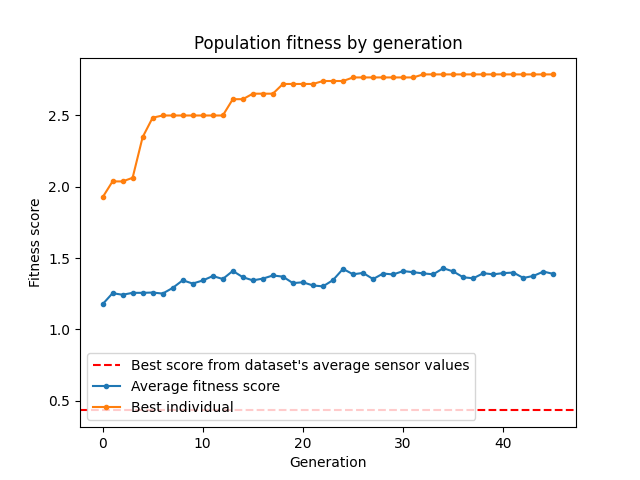 Population fitness by generation
Fitness score
2.5
2.0
1.5
1.0
0.5
Best score from dataset's average sensor values
Average fitness score
Best individual
0 10 20 30 40
Generation